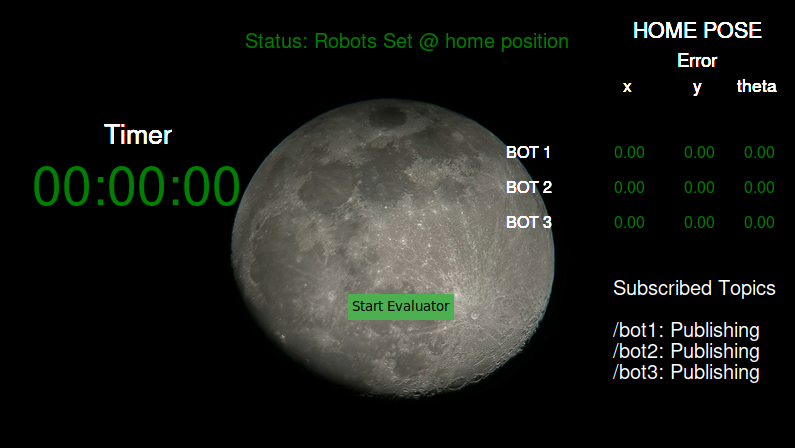 Status: Robots Set @ home position
HOME POSE
Error
x y theta
Timer
00:00:00
BOT 1 0.00 0.00 0.00
BOT 2 0.00 0.00 0.00
BOT 3 0.00 0.00 0.00
Start Evaluator
Subscribed Topics
/bot1: Publishing
/bot2: Publishing
/bot3: Publishing